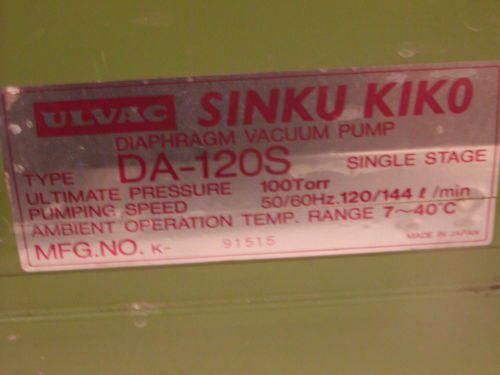 ULVAC SINKU KIKO
DIAPHRAGM VACUUM PUMP
TYPE DA-120S SINGLE STAGE
ULTIMATE PRESSURE 100Torr
PUMPING SPEED 50/60Hz.120/144 ℓ/min
AMBIENT OPERATION TEMP. RANGE 7~40°C
MFG.NO. K- 91515 MADE IN JAPAN